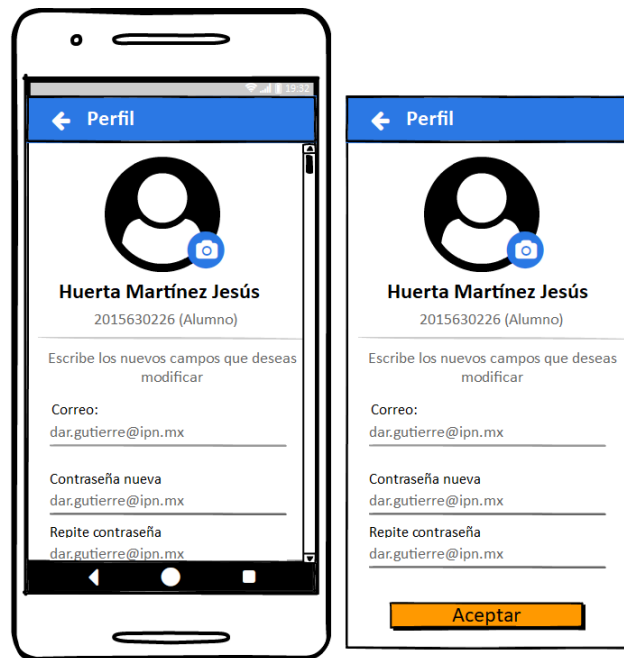 19:32
Perfil
Huerta Martínez Jesús
2015630226 (Alumno)
Escribe los nuevos campos que deseas
modificar
Correo:
dar.gutierre@ipn.mx
Contraseña nueva
dar.gutierre@ipn.mx
Repite contraseña
dar.gutierre@ipn.mx
Perfil
Huerta Martínez Jesús
2015630226 (Alumno)
Escribe los nuevos campos que deseas
modificar
Correo:
dar.gutierre@ipn.mx
Contraseña nueva
dar.gutierre@ipn.mx
Repite contraseña
dar.gutierre@ipn.mx
Aceptar